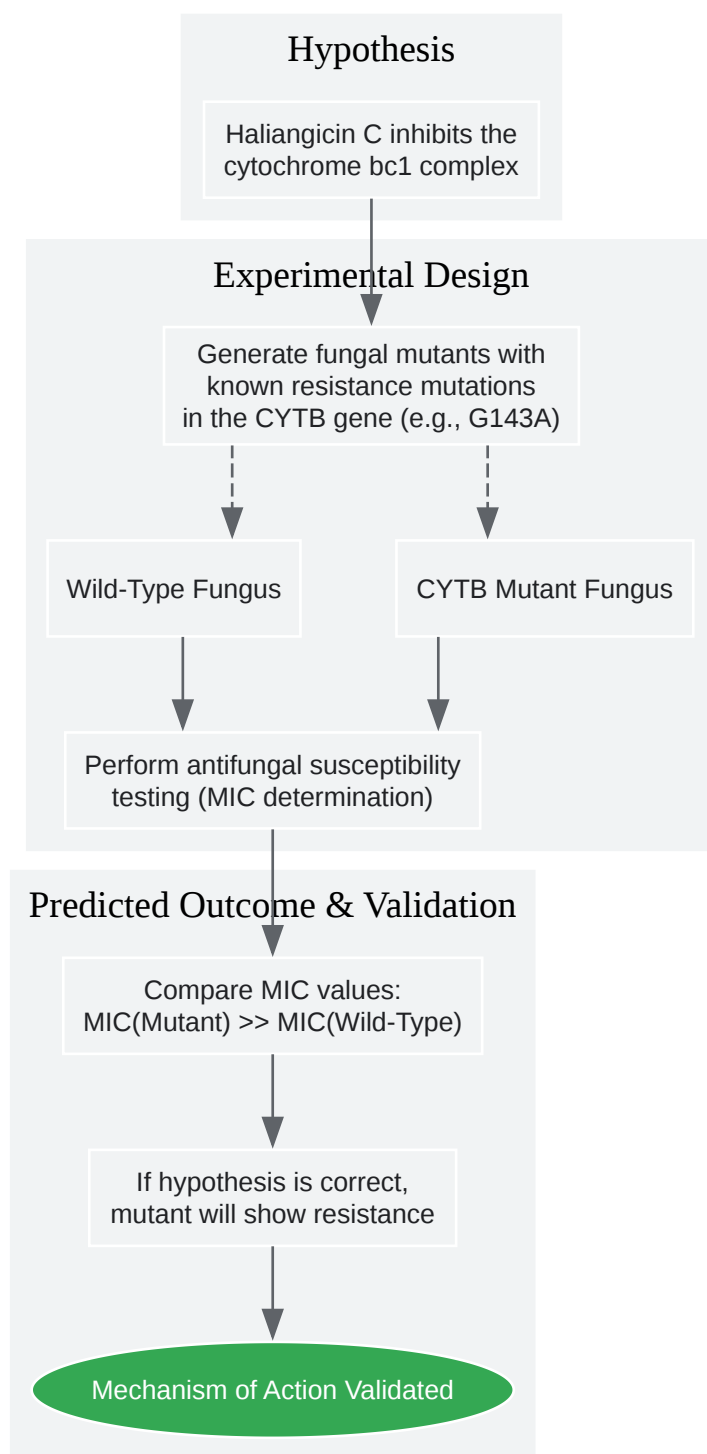 Hypothesis
Haliangicin C inhibits the
cytochrome bc1 complex
Experimental Design
Generate fungal mutants with
known resistance mutations
in the CYTB gene (e.g., G143A)
Wild-Type Fungus
CYTB Mutant Fungus
Perform antifungal susceptibility
testing (MIC determination)
Predicted Outcome & Validation
Compare MIC values:
MIC(Mutant) >> MIC(Wild-Type)
If hypothesis is correct,
mutant will show resistance
Mechanism of Action Validated